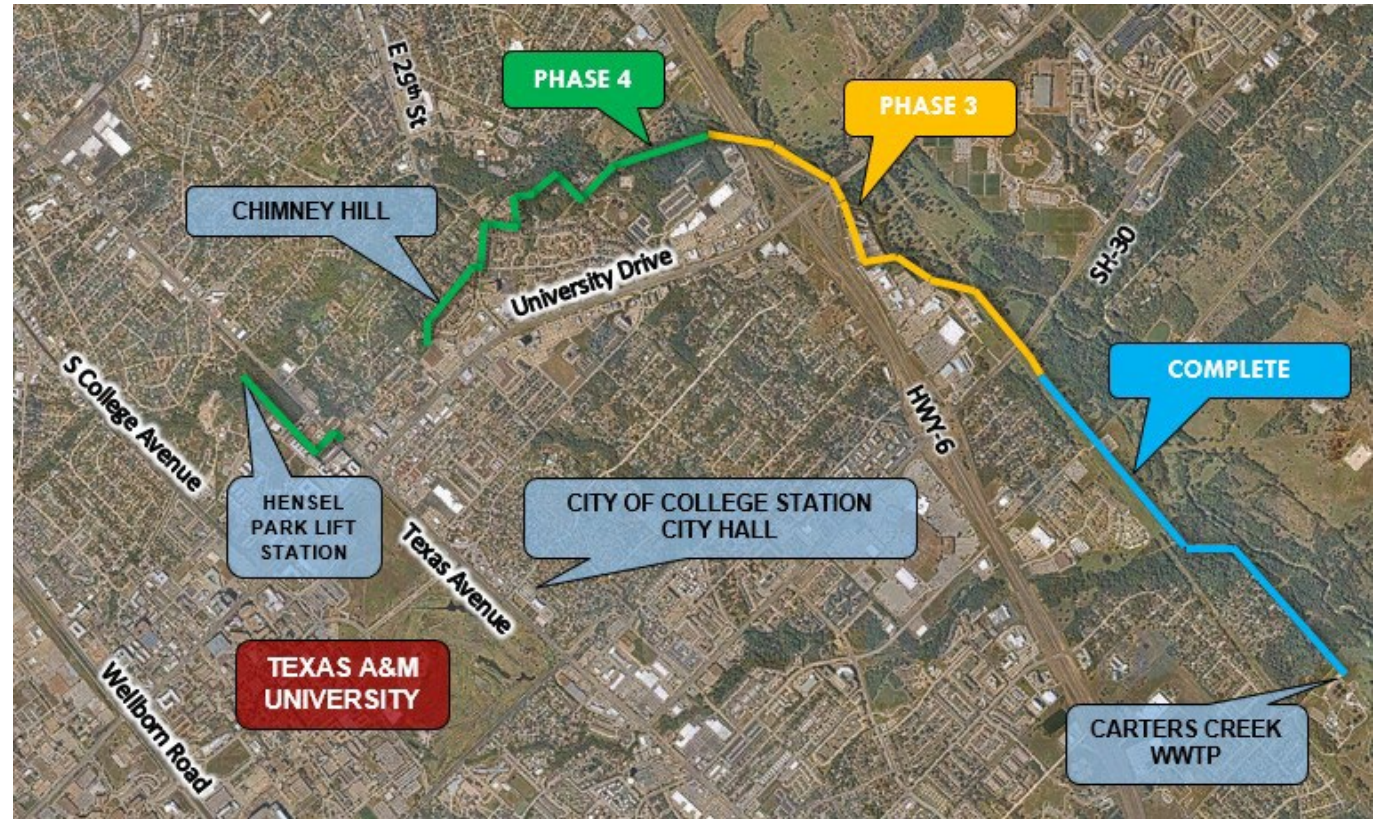 E 29th St
PHASE 4
PHASE 3
CHIMNEY HILL
University Drive
SH-30
COMPLETE
S College Avenue
HWY-6
HENSEL
PARK LIFT
STATION
CITY OF COLLEGE STATION
CITY HALL
Texas Avenue
TEXAS A&M
UNIVERSITY
Wellborn Road
CARTERS CREEK
WWTP